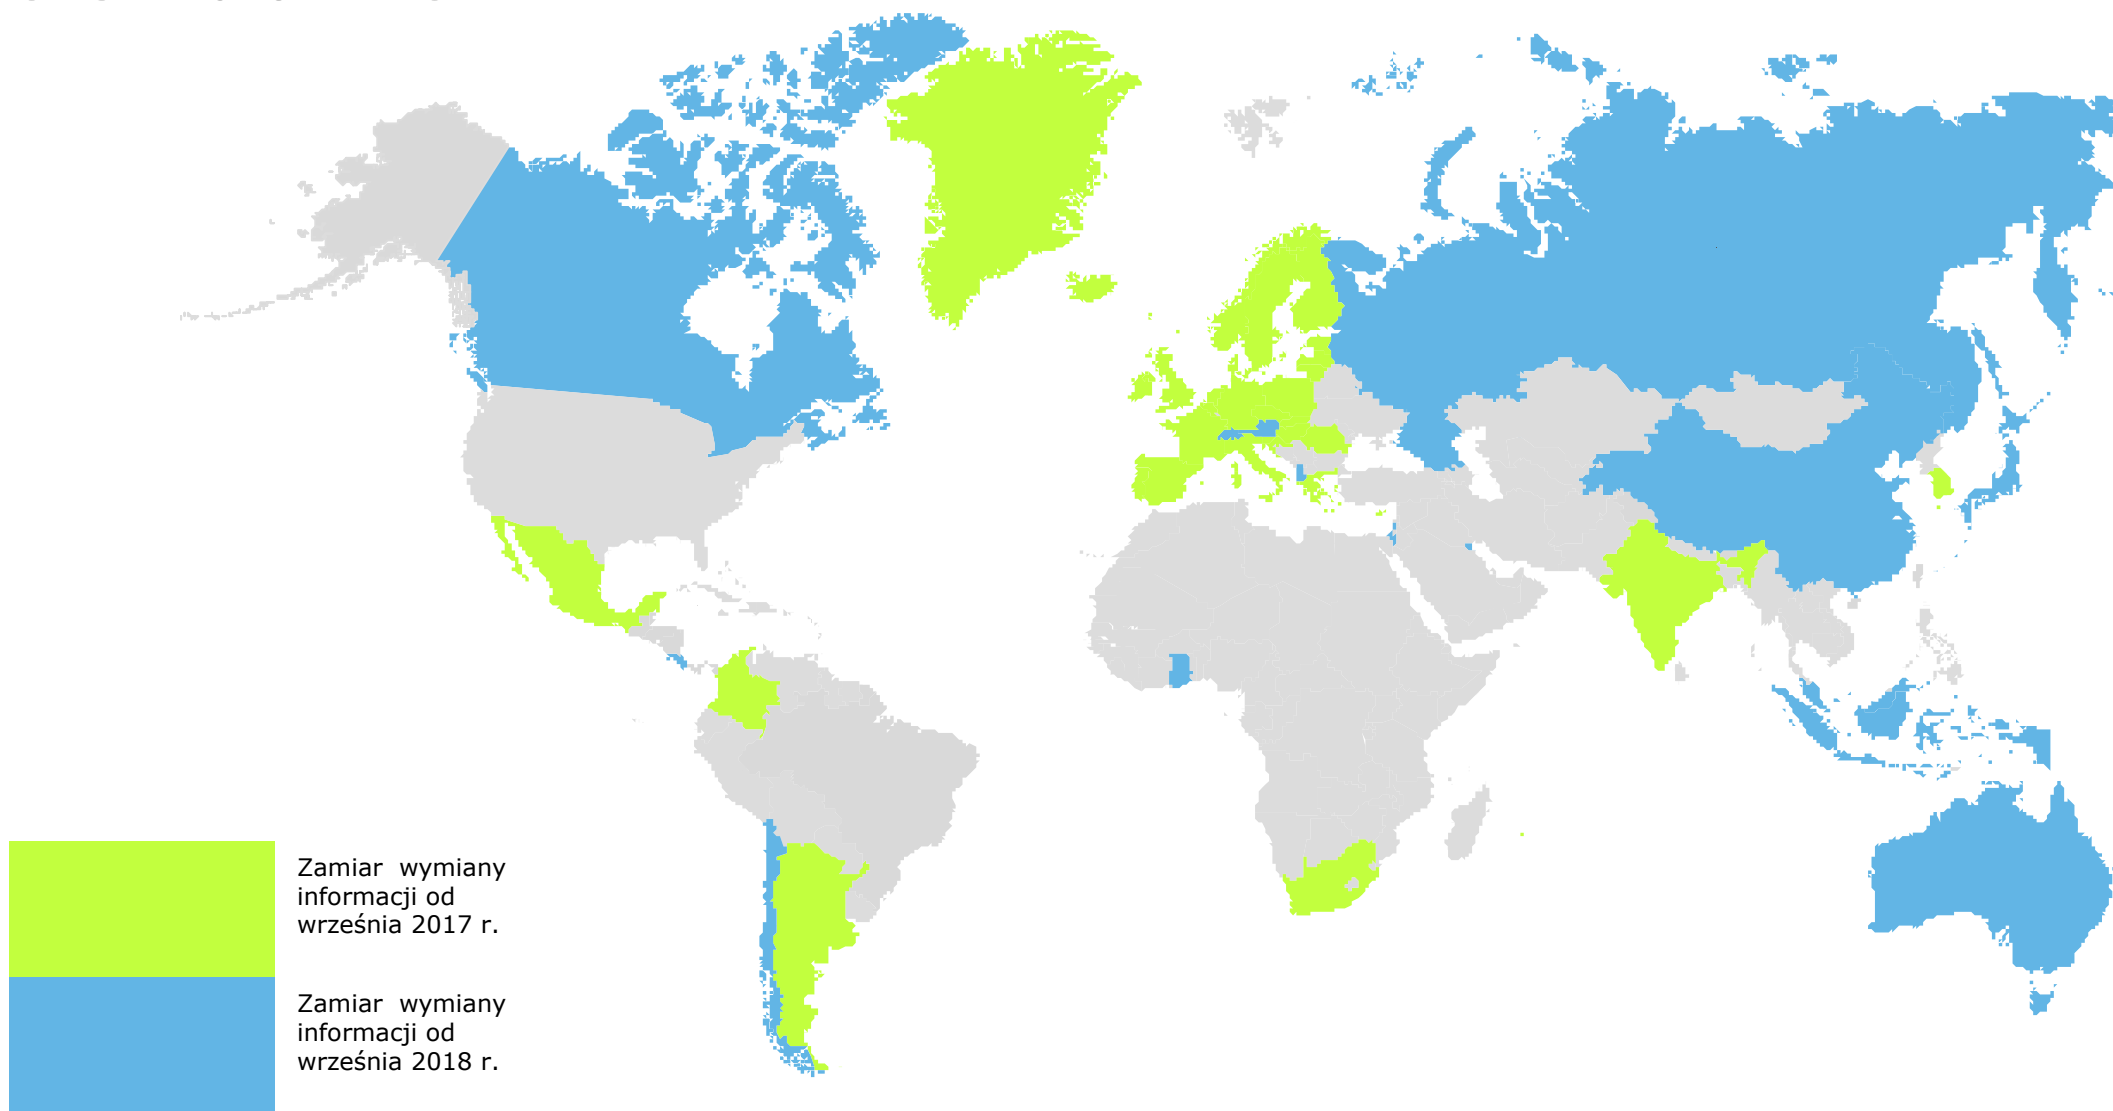 Zamiar wymiany
informacji od
września 2017 r.
Zamiar wymiany
informacji od
września 2018 r.